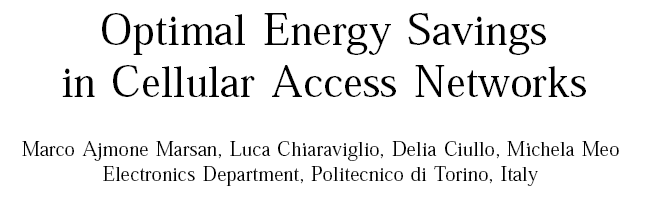 Optimal Energy Savings
in Cellular Access Networks
Marco Ajmone Marsan, Luca Chiaraviglio, Delia Ciullo, Michela Meo
Electronics Department, Politecnico di Torino, Italy